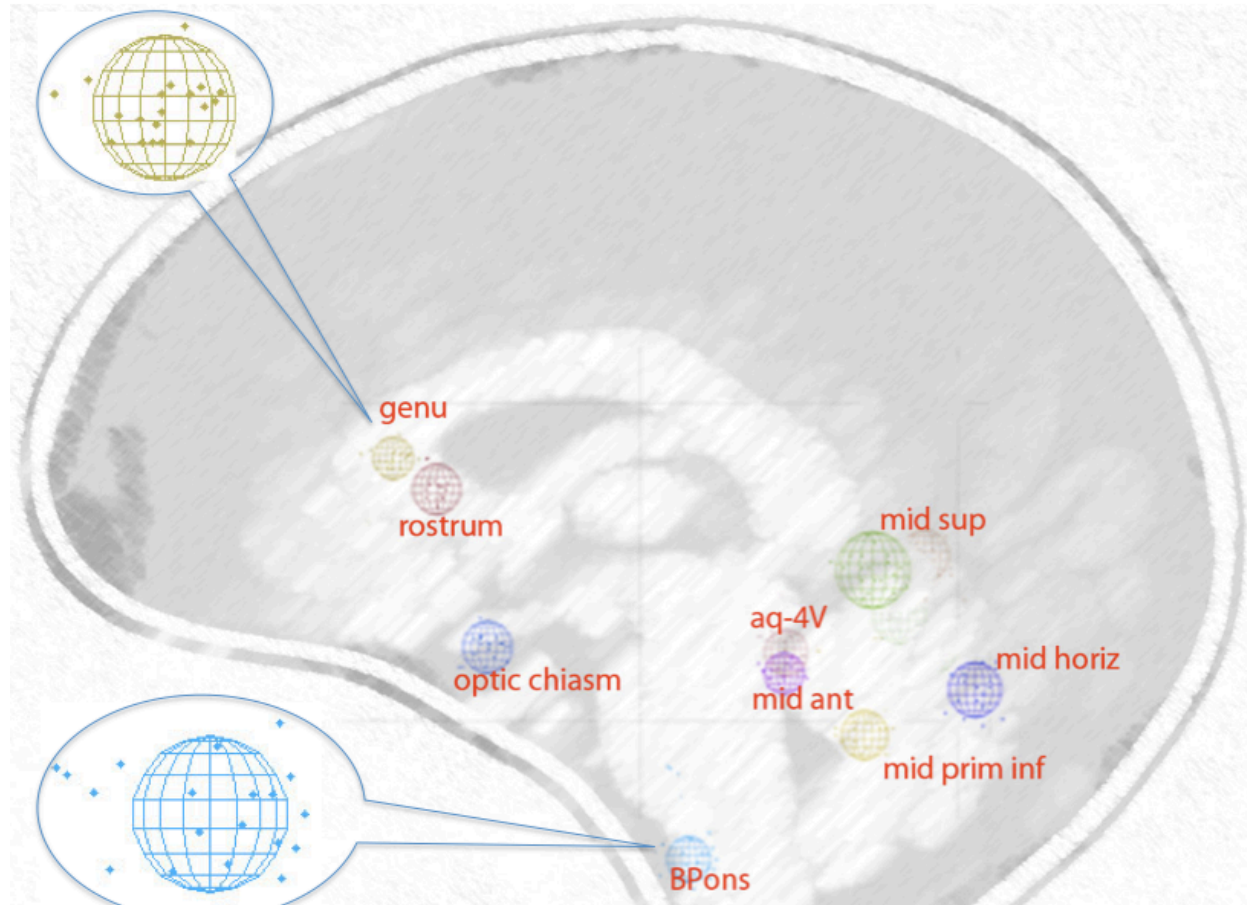 genu
rostrum
mid sup
aq-4V
mid horiz
optic chiasm
mid ant
mid prim inf
BPons